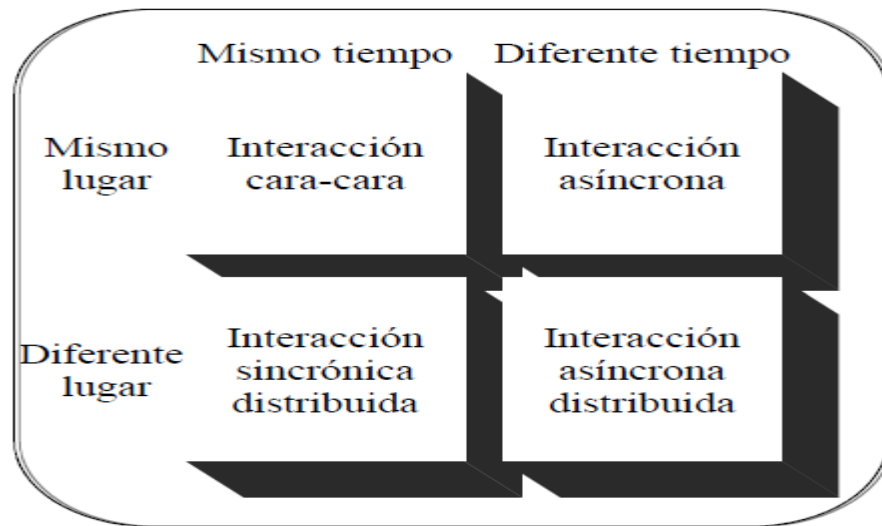 Mismo tiempo Diferente tiempo
Mismo
lugar
Interacción
cara-cara
Interacción
asíncrona
Diferente
lugar
Interacción
sincrónica
distribuida
Interacción
asíncrona
distribuida